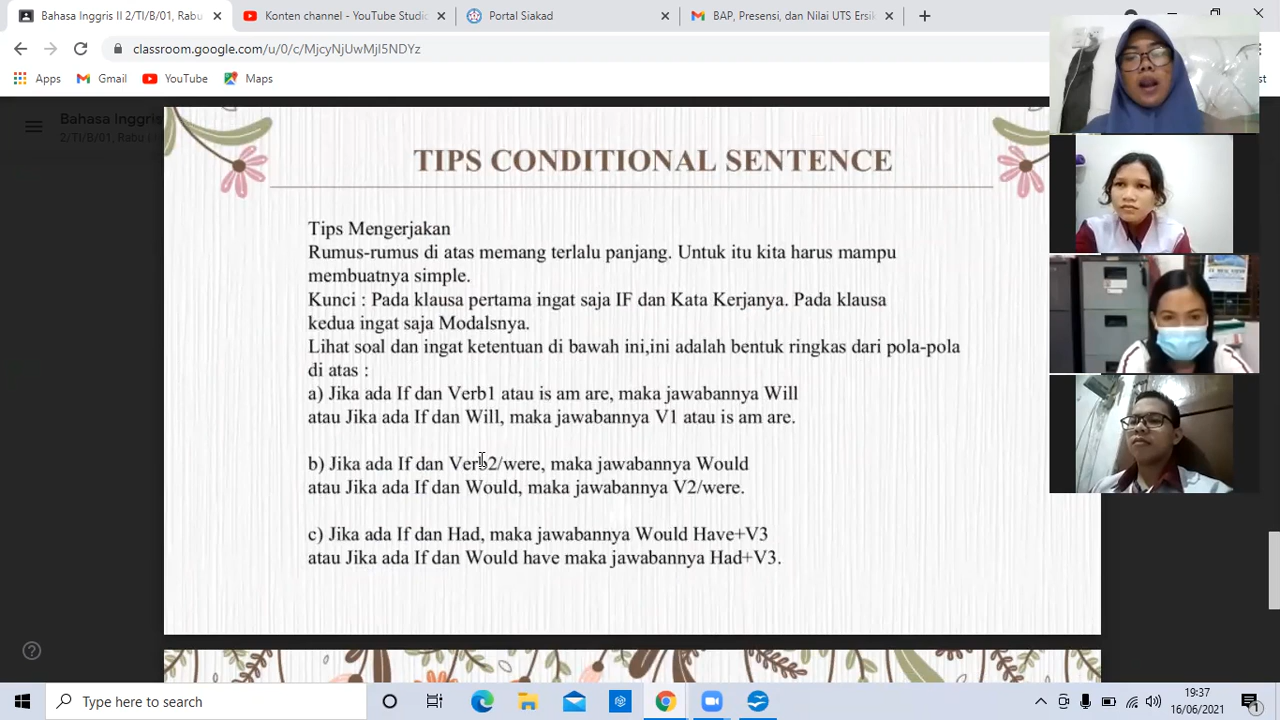 Bahasa Inggris II 2/TI/B/01, Rabu
Konten channel - YouTube Stud
Portal Siakad
BAP, Presensi, dan Nilai UTS Ersik
classroom.google.com/u/0/c/MjcyNjUwMjI5NDYz
Apps
Gmail
YouTube
Maps
Bahasa Inggris
2/TI/B/01, Rabu
TIPS CONDITIONAL SENTENCE
Tips Mengerjakan
Rumus-rumus di atas memang terlalu panjang. Untuk itu kita harus mampu
membuatnya simple.
Kunci : Pada klausa pertama ingat saja IF dan Kata Kerjanya. Pada klausa
kedua ingat saja Modalsnya.
Lihat soal dan ingat ketentuan di bawah ini,ini adalah bentuk ringkas dari pola-pola
di atas :
a) Jika ada If dan Verb1 atau is am are, maka jawabannya Will
atau Jika ada If dan Will, maka jawabannya V1 atau is am are.
b) Jika ada If dan Verb2/were, maka jawabannya Would
atau Jika ada If dan Would, maka jawabannya V2/were.
c) Jika ada If dan Had, maka jawabannya Would Have+V3
atau Jika ada If dan Would have maka jawabannya Had+V3.
Type here to search
19:37
16/06/2021